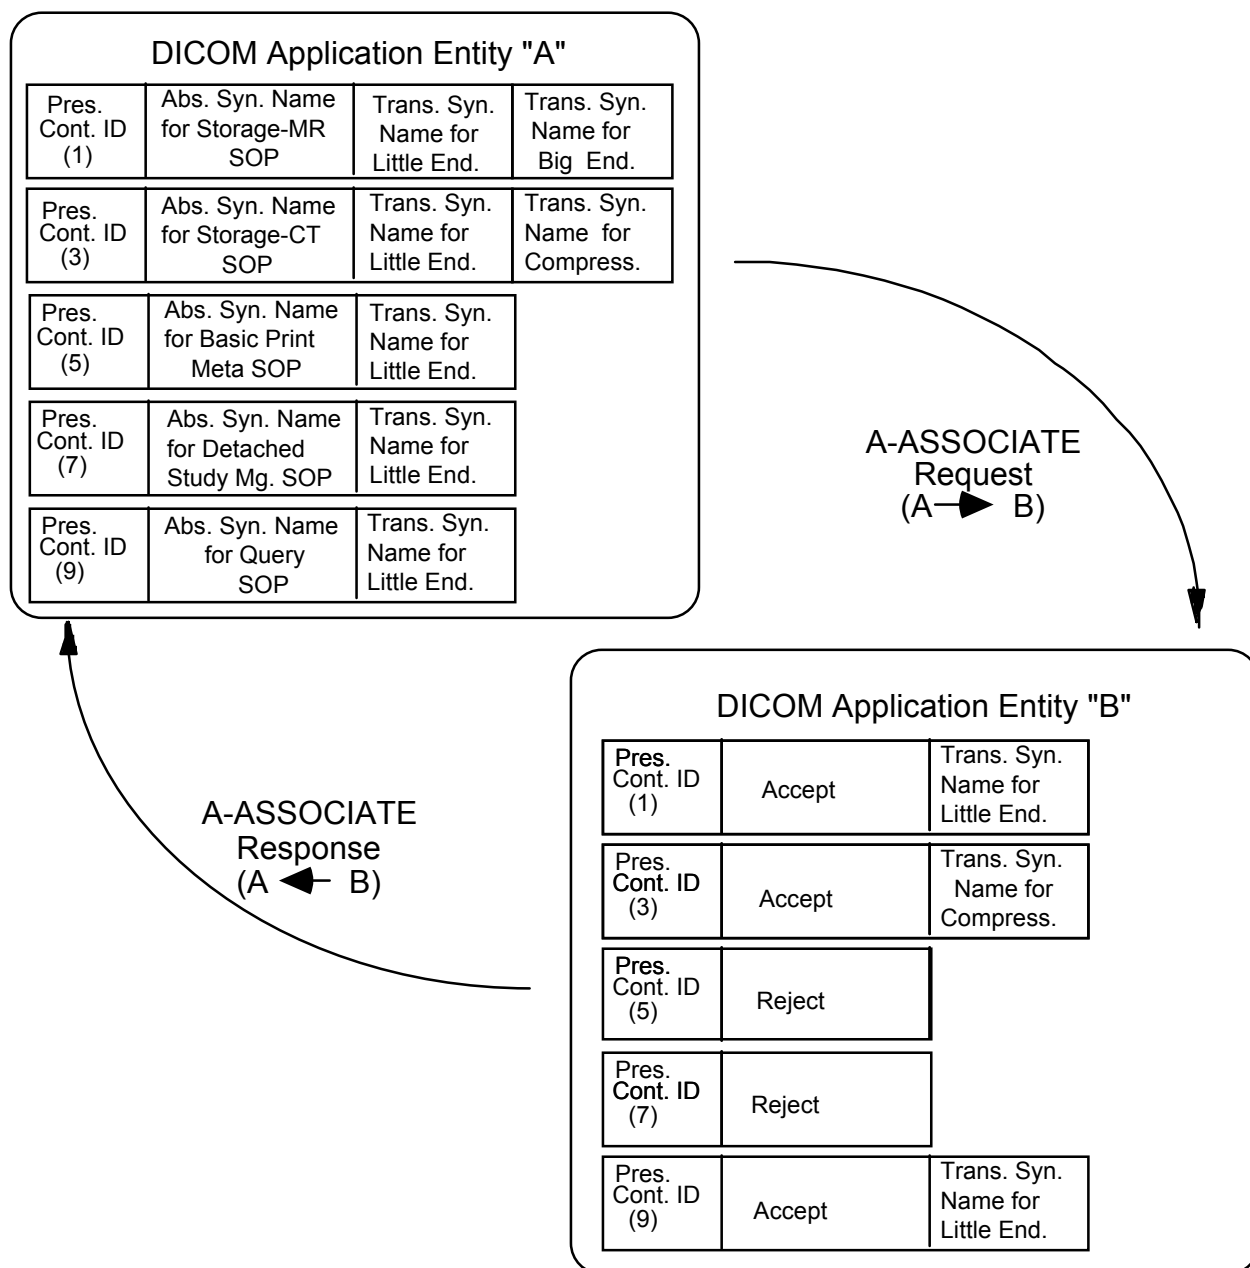 DICOM Application Entity "A"
Pres.
Cont. ID
(1)
Abs. Syn. Name
for Storage-MR
SOP
Trans. Syn.
Name for
Little End.
Trans. Syn.
Name for
Big End.
Pres.
Cont. ID
(3)
Abs. Syn. Name
for Storage-CT
SOP
Trans. Syn.
Name for
Little End.
Trans. Syn.
Name for
Compress.
Pres.
Cont. ID
(5)
Abs. Syn. Name
for Basic Print
Meta SOP
Trans. Syn.
Name for
Little End.
Pres.
Cont. ID
(7)
Abs. Syn. Name
for Detached
Study Mg. SOP
Trans. Syn.
Name for
Little End.
Pres.
Cont. ID
(9)
Abs. Syn. Name
for Query
SOP
Trans. Syn.
Name for
Little End.
A-ASSOCIATE
Request
(A B)
A-ASSOCIATE
Response
(A B)
DICOM Application Entity "B"
Pres.
Cont. ID
(1)
Accept
Trans. Syn.
Name for
Little End.
Pres.
Cont. ID
(3)
Accept
Trans. Syn.
Name for
Compress.
Pres.
Cont. ID
(5)
Reject
Pres.
Cont. ID
(7)
Reject
Pres.
Cont. ID
(9)
Accept
Trans. Syn.
Name for
Little End.